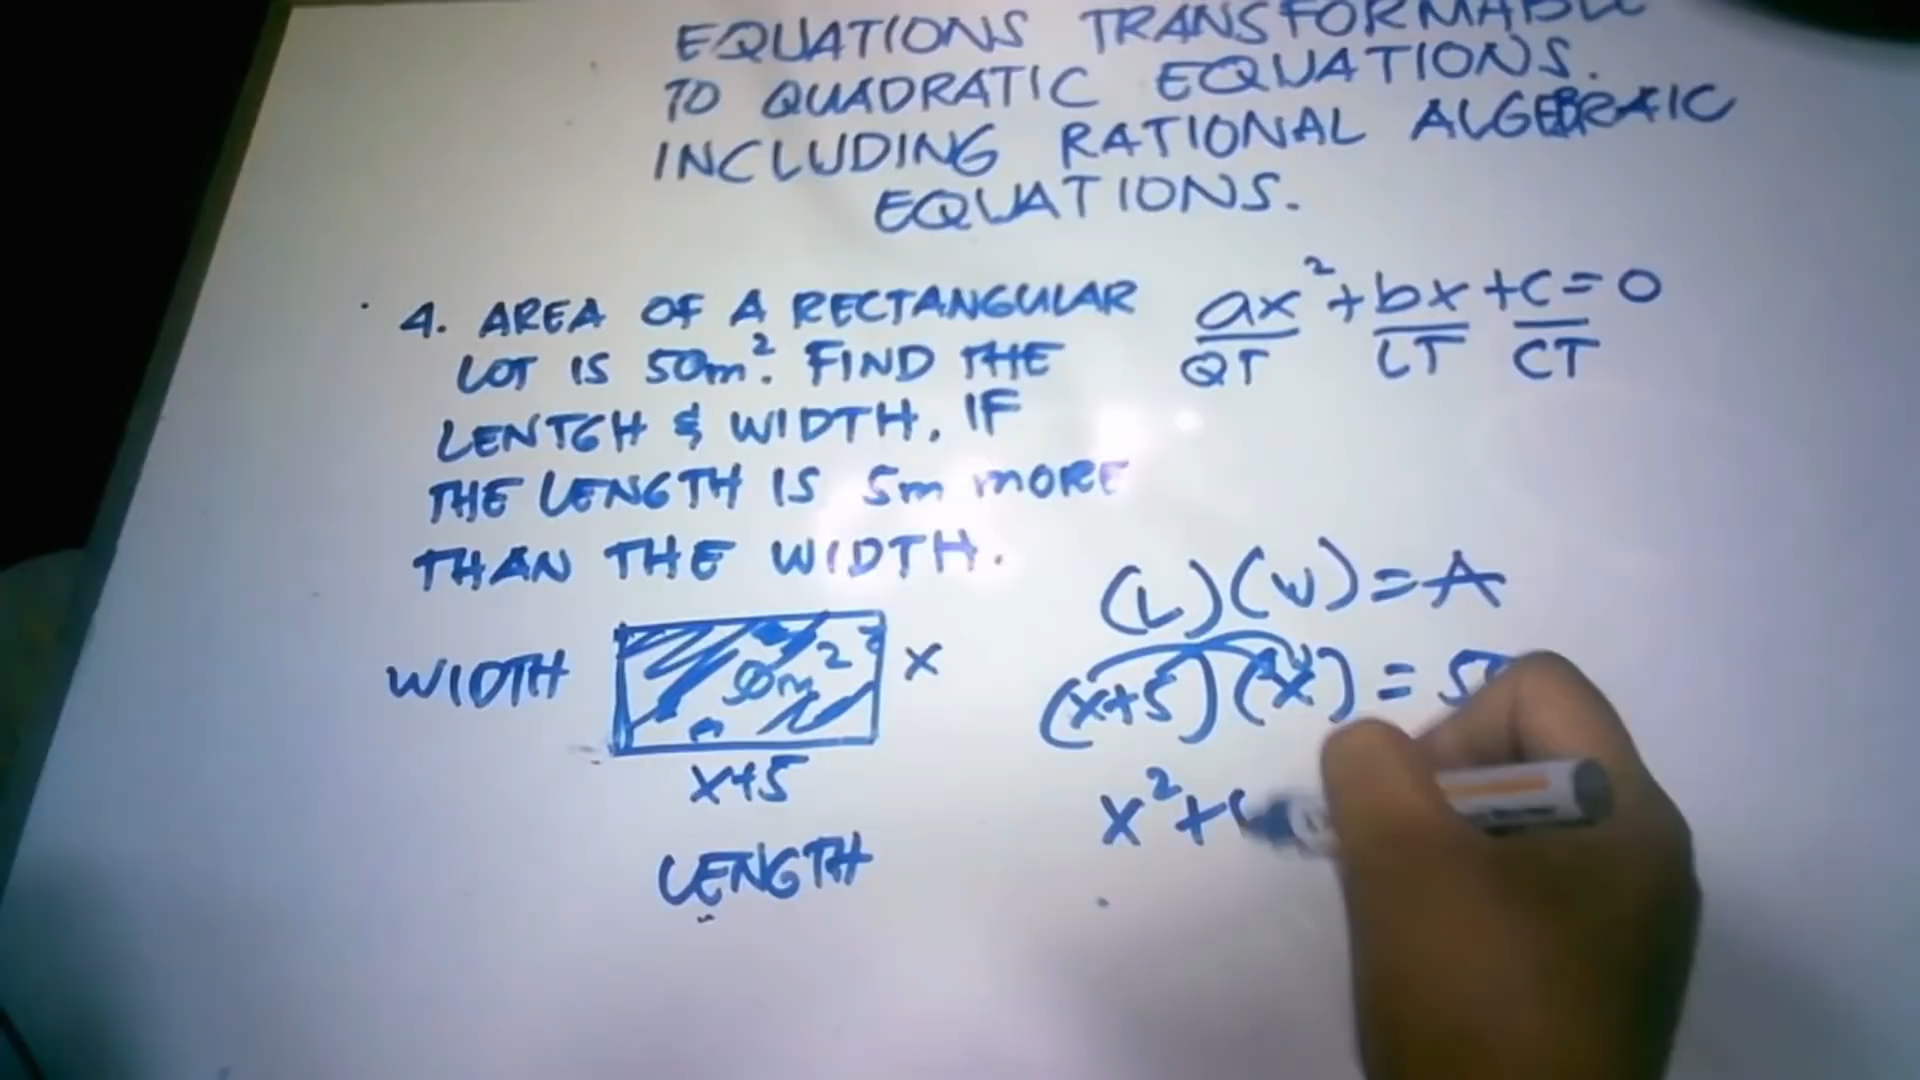 EQUATIONS TRANSFORMABLE
TO QUADRATIC EQUATIONS.
INCLUDING RATIONAL ALGEBRAIC
EQUATIONS.
4. AREA OF A RECTANGULAR
LOT IS 50m². FIND THE
LENTGH & WIDTH, IF
THE LENGTH IS 5m MORE
THAN THE WIDTH.
ax² + bx + c = 0
QT LT CT
(L)(W) = A
WIDTH
50m²
x
x+5
LENGTH
(x+5)(x) =
x² +